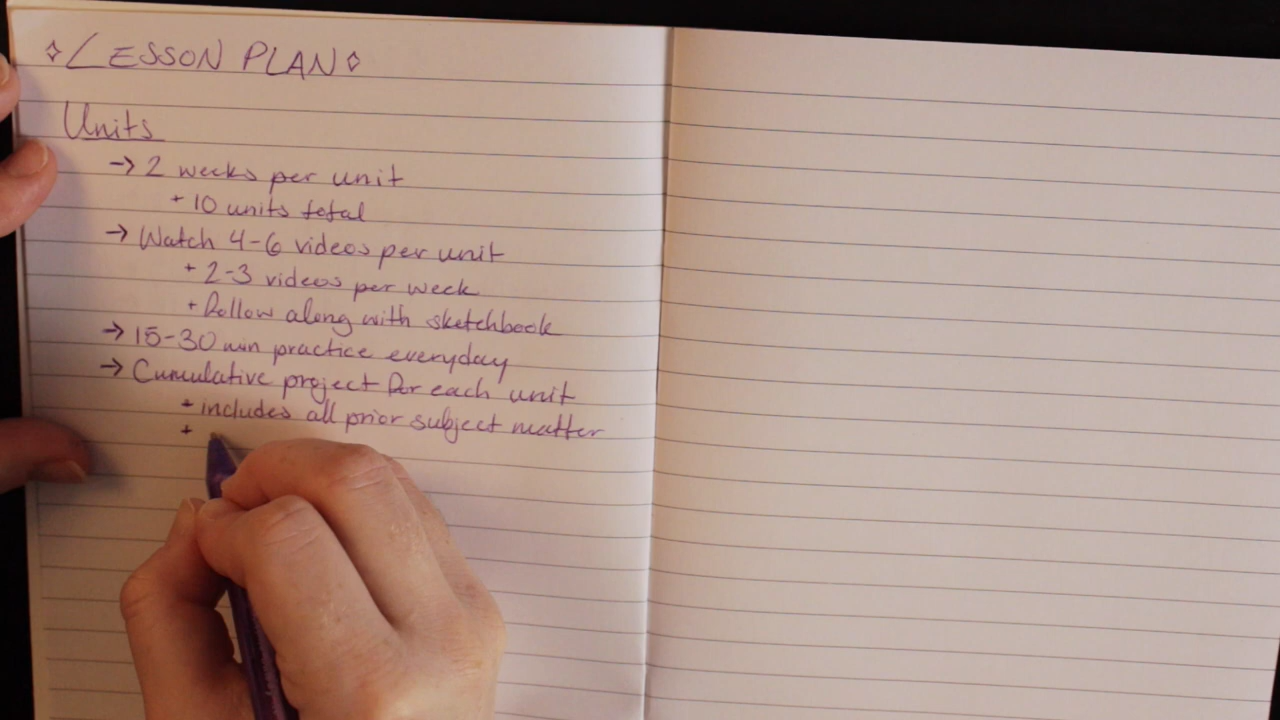 ◇LESSON PLAN◇
Units
→ 2 weeks per unit
+ 10 units total
→ Watch 4-6 videos per unit
+ 2-3 videos per week
+ follow along with sketchbook
→ 15-30 min practice everyday
→ Cumulative project for each unit
+ includes all prior subject matter
+